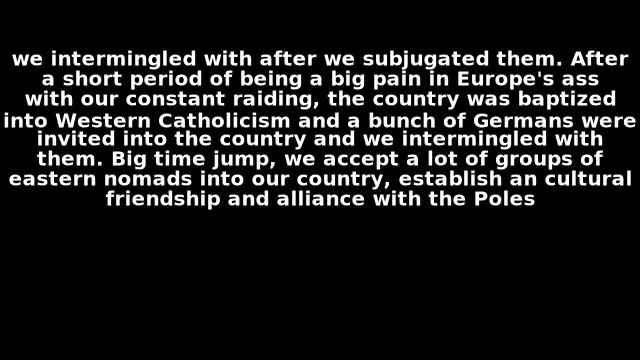 we intermingled with after we subjugated them. After
a short period of being a big pain in Europe's ass
with our constant raiding, the country was baptized
into Western Catholicism and a bunch of Germans were
invited into the country and we intermingled with
them. Big time jump, we accept a lot of groups of
eastern nomads into our country, establish an cultural
friendship and alliance with the Poles